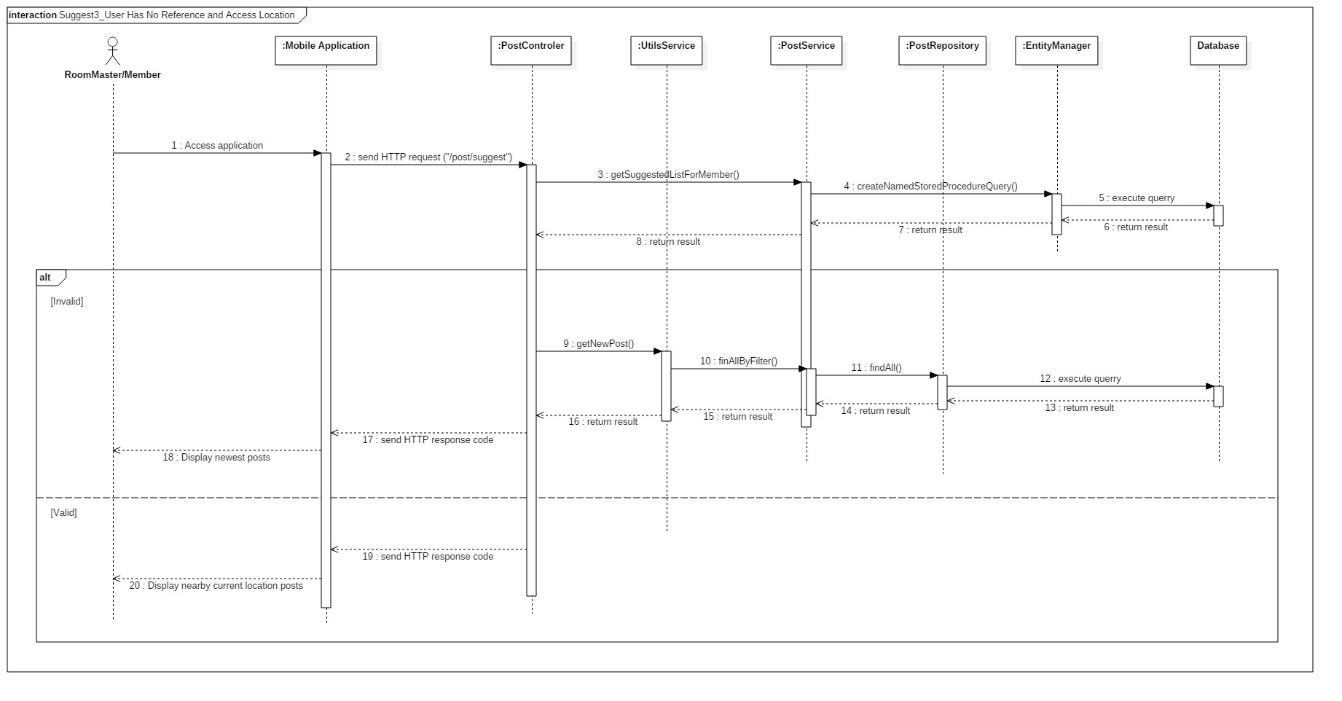 interaction Suggest3_User Has No Reference and Access Location
:Mobile Application
:PostControler
:UtilsService
:PostService
:PostRepository
:EntityManager
Database
RoomMaster/Member
1 : Access application
2 : send HTTP request ("/post/suggest")
3 : getSuggestedListForMember()
4 : createNamedStoredProcedureQuery()
5 : execute querry
6 : return result
7 : return result
8 : return result
alt
[Invalid]
9 : getNewPost()
10 : finAllByFilter()
11 : findAll()
12 : execute querry
13 : return result
14 : return result
15 : return result
16 : return result
17 : send HTTP response code
18 : Display newest posts
[Valid]
19 : send HTTP response code
20 : Display nearby current location posts